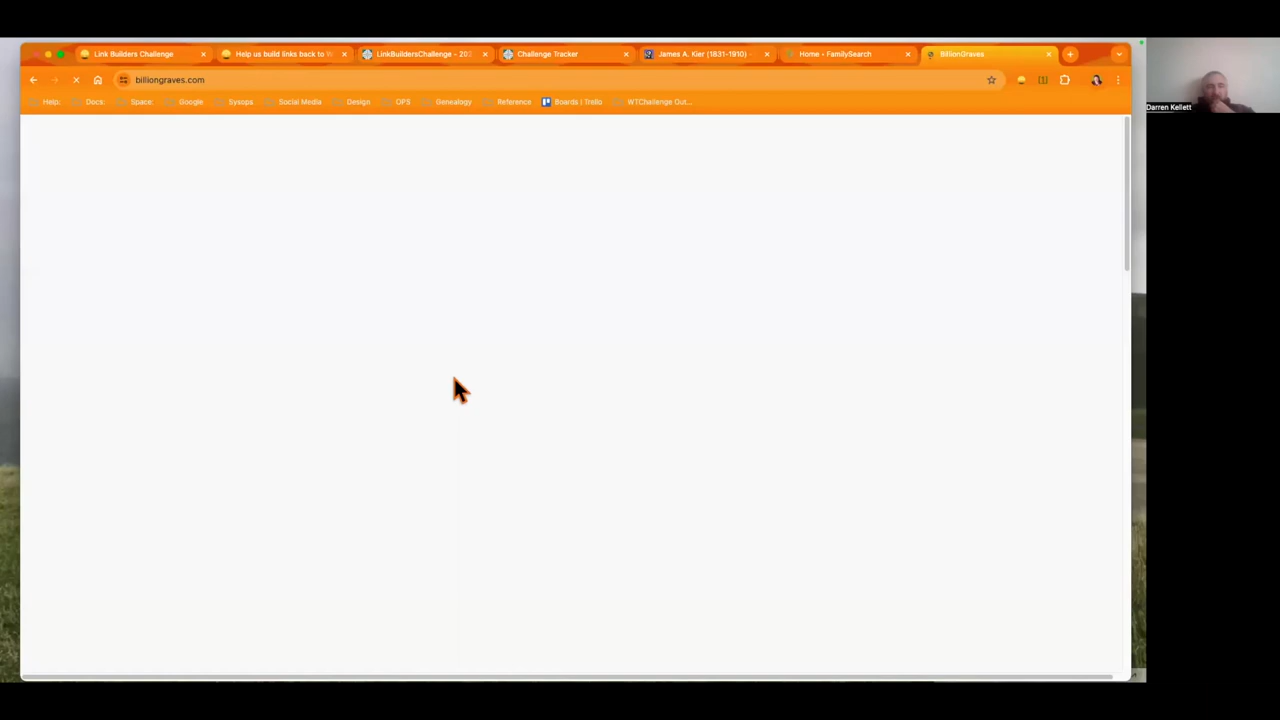 Link Builders Challenge
Help us build links back to W
LinkBuildersChallenge – 202
Challenge Tracker
James A. Kier (1831-1910) -
Home • FamilySearch
BillionGraves
billiongraves.com
Help:
Docs:
Space:
Google
Sysops
Social Media
Design
OPS
Genealogy
Reference
Boards | Trello
WTChallenge Out...
Darren Kellett